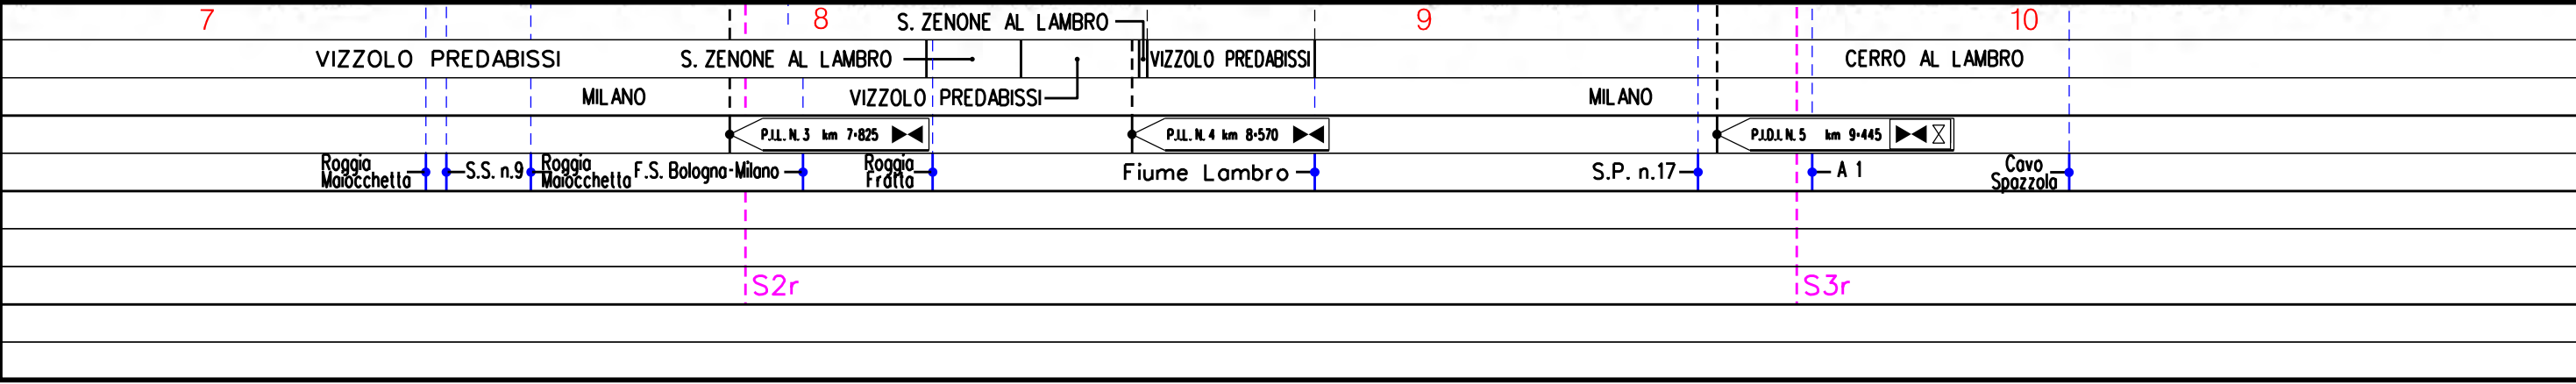 7
8
S. ZENONE AL LAMBRO
9
10
VIZZOLO PREDABISSI
S. ZENONE AL LAMBRO
VIZZOLO PREDABISSI
CERRO AL LAMBRO
MILANO
VIZZOLO PREDABISSI
MILANO
P.I.L. N. 3 km 7+825
P.I.L. N. 4 km 8+570
P.I.D.I. N. 5 km 9+445
Roggia
Maiocchetta
S.S. n.9
Roggia
Maiocchetta
F.S. Bologna-Milano
Roggia
Fratta
Fiume Lambro
S.P. n.17
A 1
Cavo
Spazzola
S2r
S3r